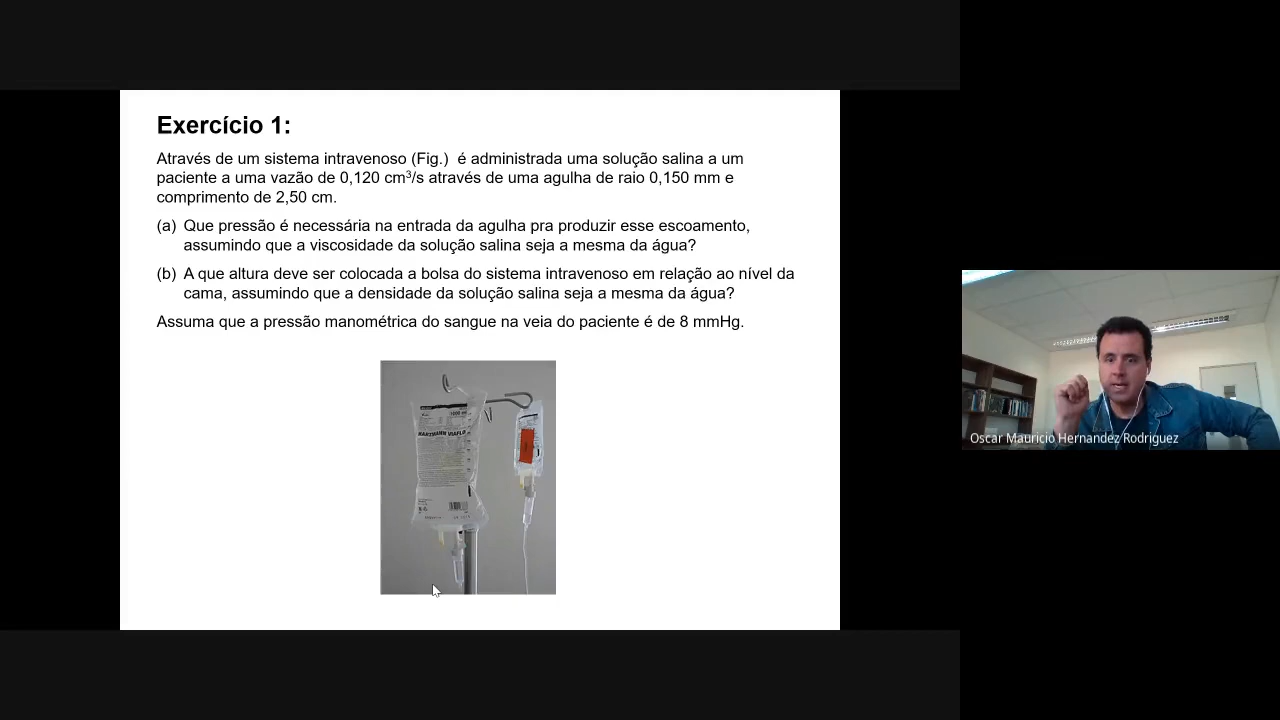 Exercício 1:
Através de um sistema intravenoso (Fig.)  é administrada uma solução salina a um
paciente a uma vazão de 0,120 cm³/s através de uma agulha de raio 0,150 mm e
comprimento de 2,50 cm.
(a) Que pressão é necessária na entrada da agulha pra produzir esse escoamento,
assumindo que a viscosidade da solução salina seja a mesma da água?
(b) A que altura deve ser colocada a bolsa do sistema intravenoso em relação ao nível da
cama, assumindo que a densidade da solução salina seja a mesma da água?
Assuma que a pressão manométrica do sangue na veia do paciente é de 8 mmHg.
Oscar Mauricio Hernandez Rodriguez